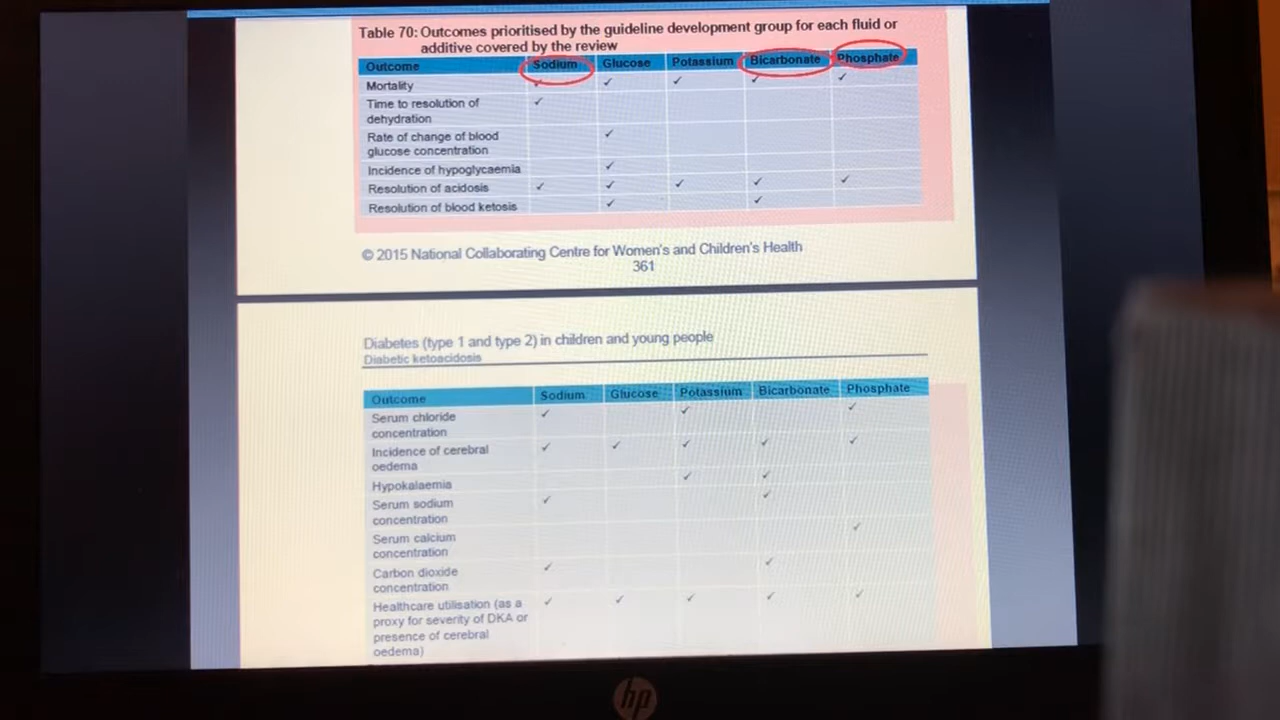 Table 70: Outcomes prioritised by the guideline development group for each fluid or
additive covered by the review
Outcome Sodium Glucose Potassium Bicarbonate Phosphate
Mortality ✓ ✓ ✓ ✓ ✓
Time to resolution of ✓
dehydration
Rate of change of blood ✓
glucose concentration
Incidence of hypoglycaemia ✓
Resolution of acidosis ✓ ✓ ✓ ✓ ✓
Resolution of blood ketosis ✓ ✓
© 2015 National Collaborating Centre for Women's and Children's Health
361
Diabetes (type 1 and type 2) in children and young people
Diabetic ketoacidosis
Outcome Sodium Glucose Potassium Bicarbonate Phosphate
Serum chloride ✓ ✓ ✓
concentration
Incidence of cerebral ✓ ✓ ✓ ✓ ✓
oedema
Hypokalaemia ✓ ✓
Serum sodium ✓ ✓
concentration
Serum calcium ✓
concentration
Carbon dioxide ✓ ✓
concentration
Healthcare utilisation (as a ✓ ✓ ✓ ✓ ✓
proxy for severity of DKA or
presence of cerebral
oedema)
hp